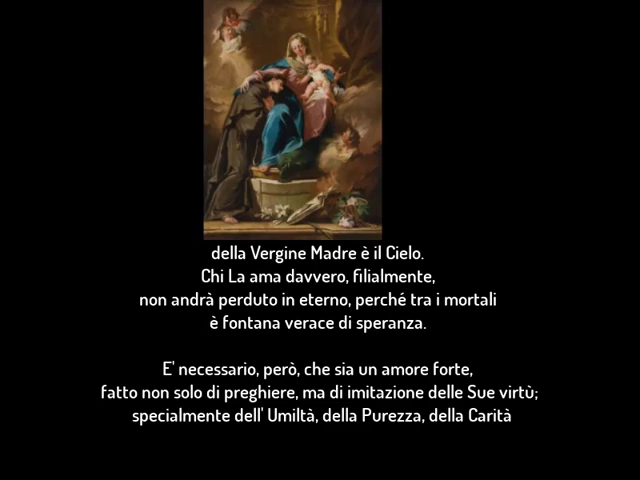 della Vergine Madre è il Cielo.
Chi La ama davvero, filialmente,
non andrà perduto in eterno, perché tra i mortali
è fontana verace di speranza.
E' necessario, però, che sia un amore forte,
fatto non solo di preghiere, ma di imitazione delle Sue virtù;
specialmente dell' Umiltà, della Purezza, della Carità